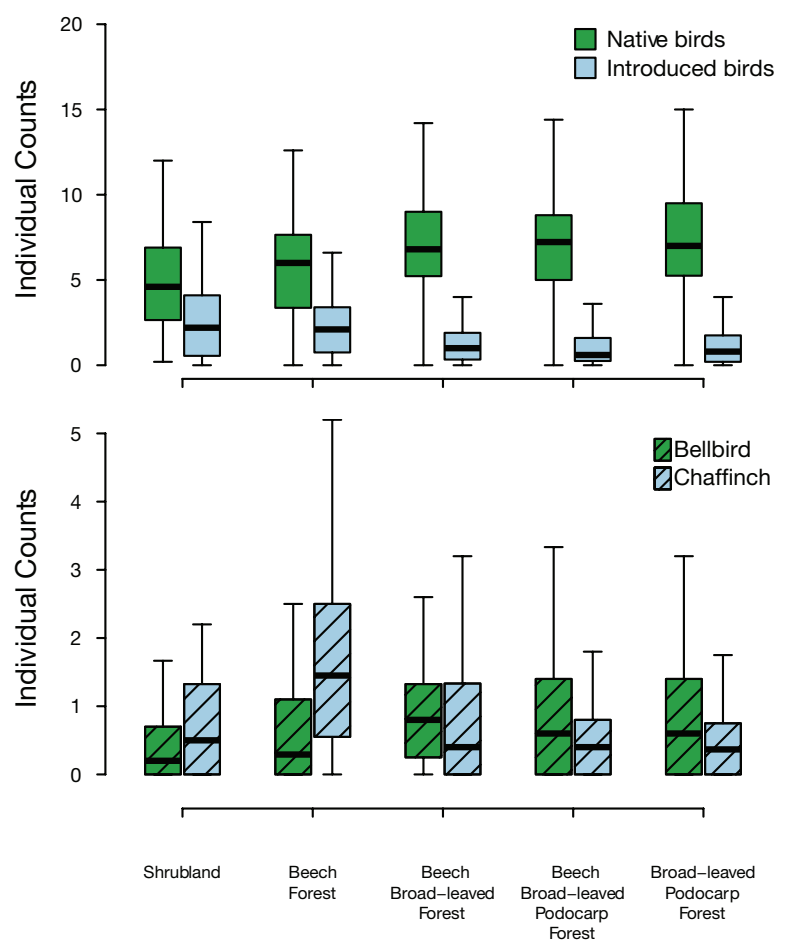 20
15
10
5
0
Individual Counts
Native birds
Introduced birds
5
4
3
2
1
0
Individual Counts
Bellbird
Chaffinch
Shrubland
Beech
Forest
Beech
Broad–leaved
Forest
Beech
Broad–leaved
Podocarp
Forest
Broad–leaved
Podocarp
Forest